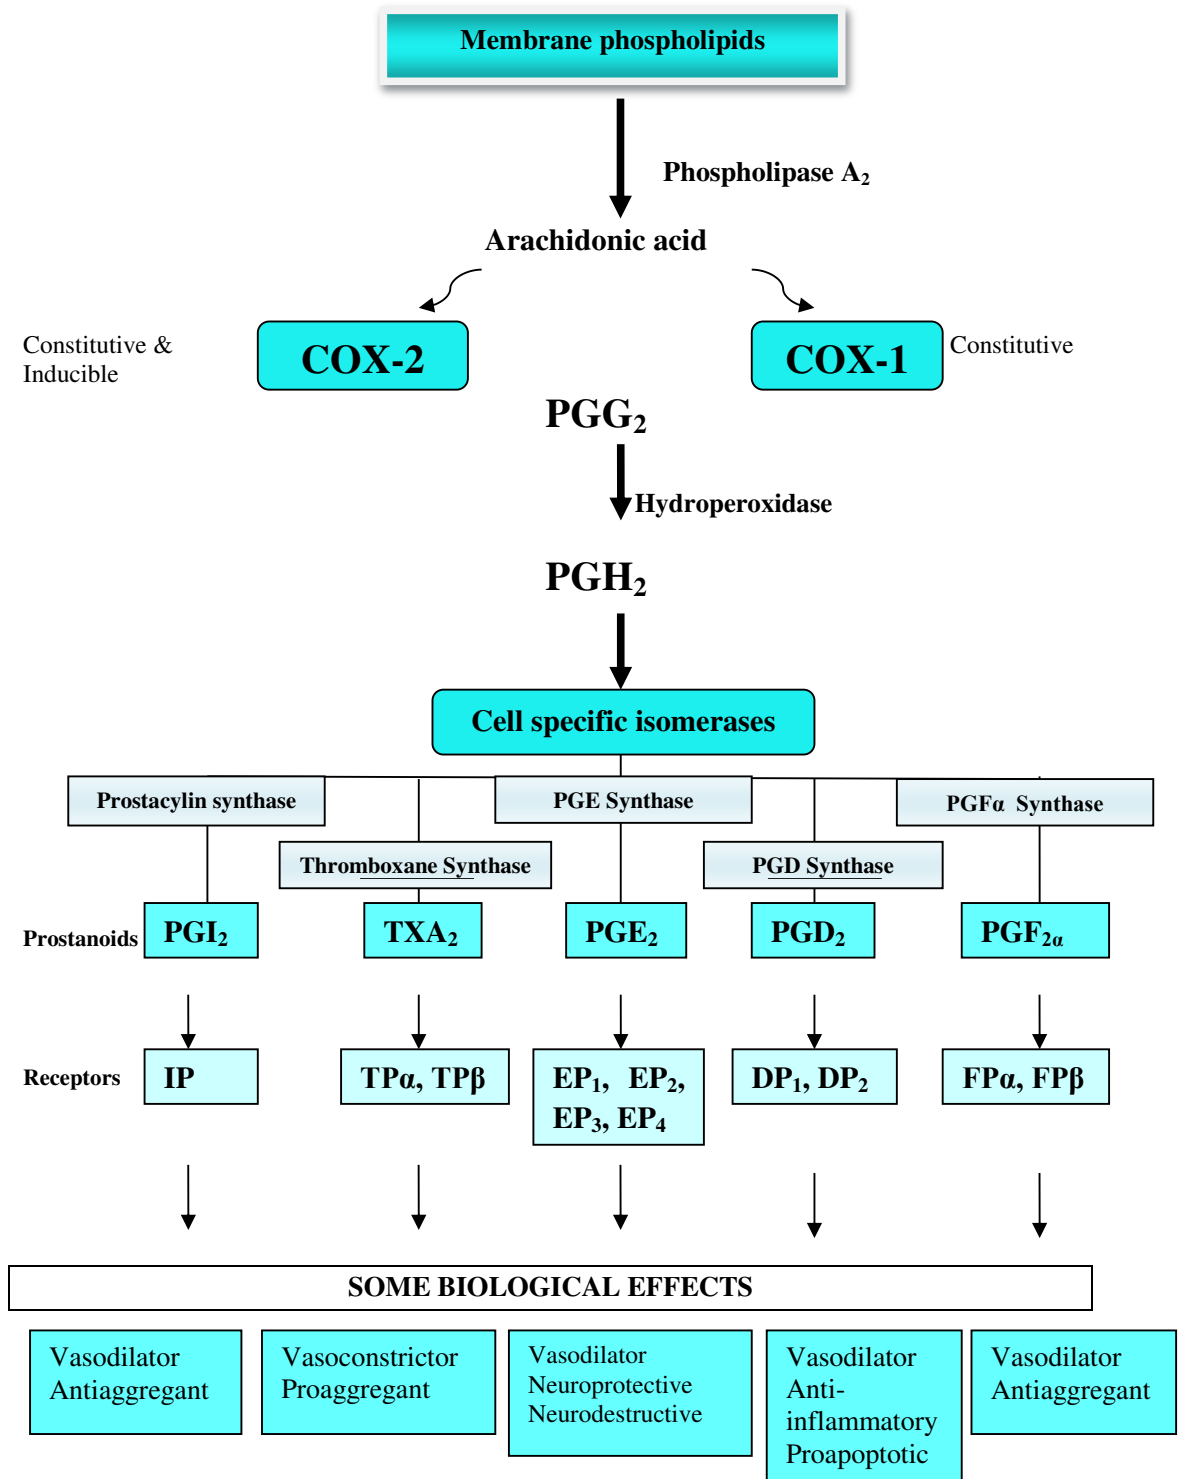 Membrane phospholipids
Phospholipase A₂
Arachidonic acid
Constitutive &
Inducible
COX-2
COX-1
Constitutive
PGG₂
Hydroperoxidase
PGH₂
Cell specific isomerases
Prostacylin synthase
PGE Synthase
PGFα Synthase
Thromboxane Synthase
PGD Synthase
Prostanoids
PGI₂
TXA₂
PGE₂
PGD₂
PGF₂α
Receptors
IP
TPα, TPβ
EP₁, EP₂,
EP₃, EP₄
DP₁, DP₂
FPα, FPβ
SOME BIOLOGICAL EFFECTS
Vasodilator
Antiaggregant
Vasoconstrictor
Proaggregant
Vasodilator
Neuroprotective
Neurodestructive
Vasodilator
Anti-
inflammatory
Proapoptotic
Vasodilator
Antiaggregant